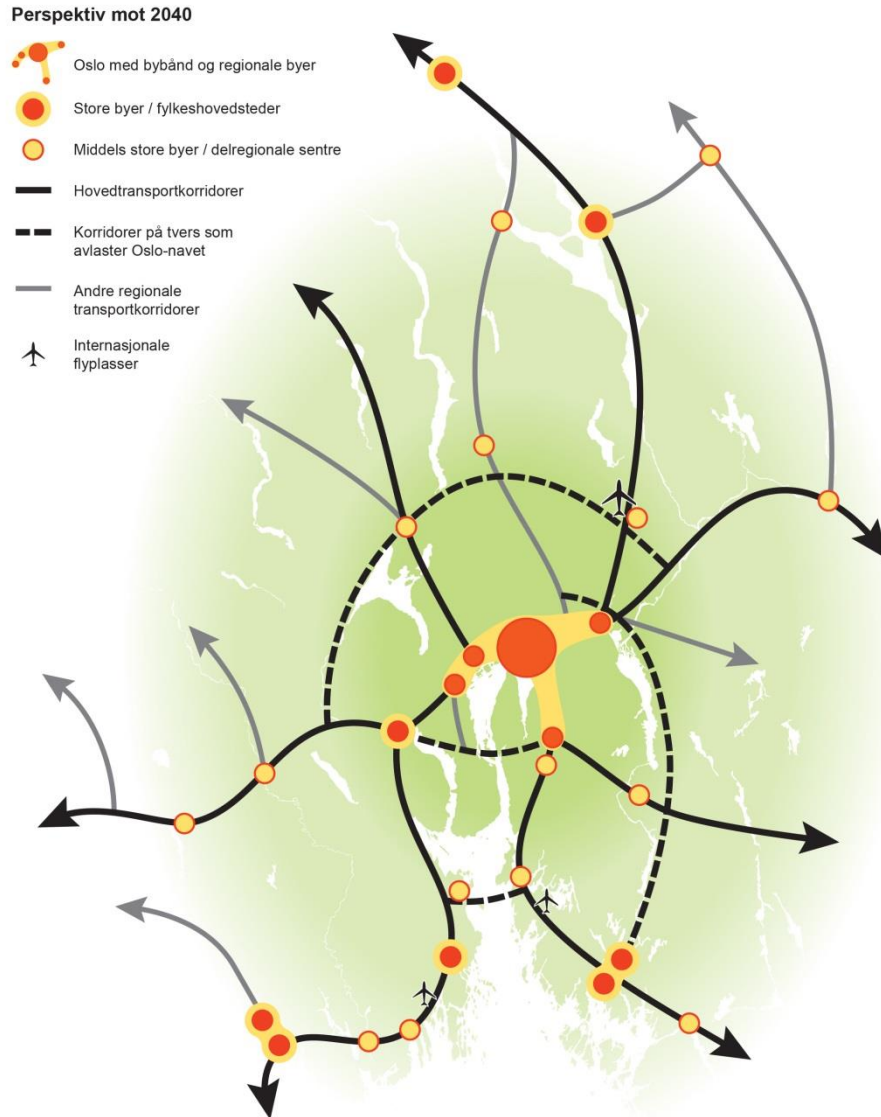 Perspektiv mot 2040
Oslo med bybånd og regionale byer
Store byer / fylkeshovedsteder
Middels store byer / delregionale sentre
Hovedtransportkorridorer
Korridorer på tvers som
avlaster Oslo-navet
Andre regionale
transportkorridorer
Internasjonale
flyplasser